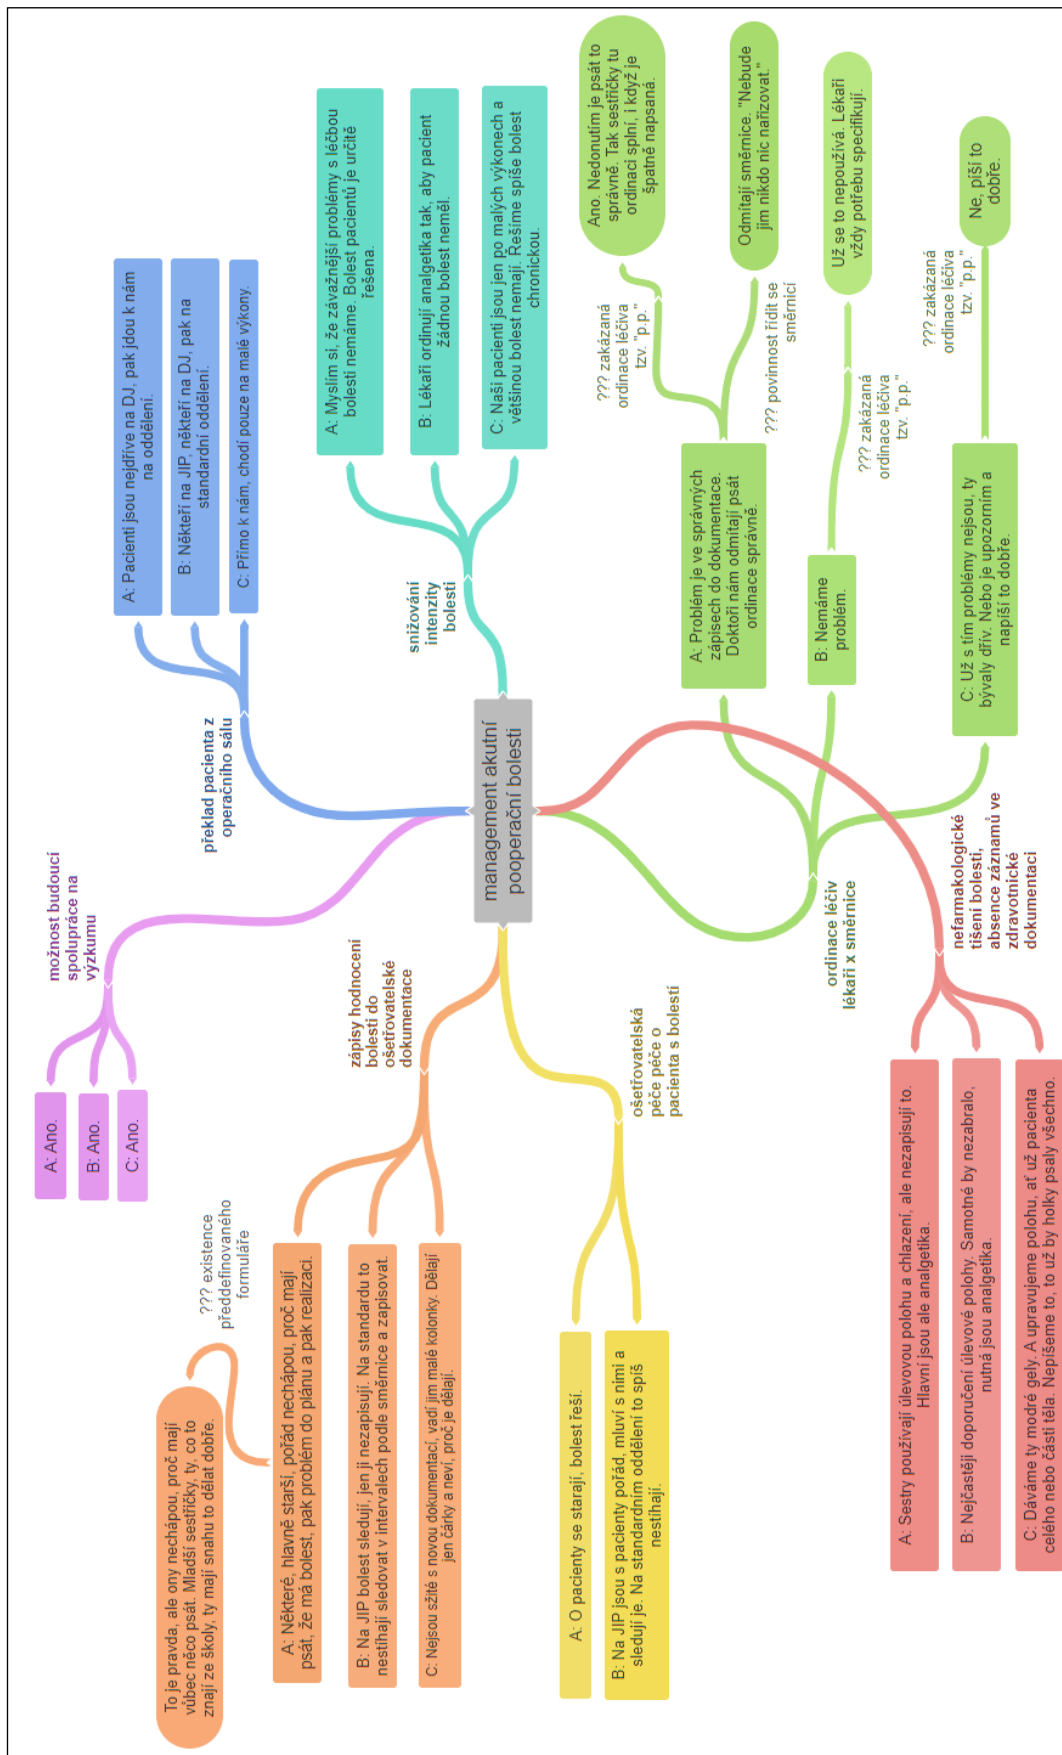 management akutní
pooperační bolesti
možnost budoucí
spolupráce na
výzkumu
A: Ano.
B: Ano.
C: Ano.
překlad pacienta z
operačního sálu
A: Pacienti jsou nejdříve na DJ, pak jdou k nám
na oddělení.
B: Někteří na JIP, někteří na DJ, pak na
standardní oddělení.
C: Přímo k nám, chodí pouze na malé výkony.
snižování
intenzity
bolesti
A: Myslím si, že závažnější problémy s léčbou
bolesti nemáme. Bolest pacientů je určitě
řešena.
B: Lékaři ordinují analgetika tak, aby pacient
žádnou bolest neměl.
C: Naši pacienti jsou jen po malých výkonech a
většinou bolest nemají. Řešíme spíše bolest
chronickou.
zápisy hodnocení
bolesti do
ošetřovatelské
dokumentace
A: Některé, hlavně starší, pořád nechápou, proč mají
psát, že má bolest, pak problém do plánu a pak realizaci.
??? existence
předdefinovaného
formuláře
To je pravda, ale ony nechápou, proč mají
vůbec něco psát. Mladší sestřičky, ty, co to
znají ze školy, ty mají snahu to dělat dobře.
B: Na JIP bolest sledují, jen ji nezapisují. Na standardu to
nestíhají sledovat v intervalech podle směrnice a zapisovat.
C: Nejsou sžité s novou dokumentací, vadí jim malé kolonky. Dělají
jen čárky a neví, proč je dělají.
ošetřovatelská
péče péče o
pacienta s bolestí
A: O pacienty se starají, bolest řeší.
B: Na JIP jsou s pacienty pořád, mluví s nimi a
sledují je. Na standardním oddělení to spíš
nestíhají.
ordinace léčiv
lékaři x směrnice
A: Problém je ve správných
zápisech do dokumentace.
Doktoři nám odmítají psát
ordinace správně.
??? zakázaná
ordinace léčiva
tzv. "p.p."
Ano. Nedonutím je psát to
správně. Tak sestřičky tu
ordinaci splní, i když je
špatně napsaná.
??? povinnost řídit se
směrnicí
Odmítají směrnice. "Nebude
jim nikdo nic nařizovat."
B: Nemáme
problém.
??? zakázaná
ordinace léčiva
tzv. "p.p."
Už se to nepoužívá. Lékaři
vždy potřebu specifikují.
C: Už s tím problémy nejsou, ty
bývaly dřív. Nebo je upozorním a
napíší to dobře.
??? zakázaná
ordinace léčiva
tzv. "p.p."
Ne, píší to
dobře.
nefarmakologické
tišení bolesti,
absence záznamů ve
zdravotnické
dokumentaci
A: Sestry používají úlevovou polohu a chlazení, ale nezapisují to.
Hlavní jsou ale analgetika.
B: Nejčastěji doporučení úlevové polohy. Samotné by nezabralo,
nutná jsou analgetika.
C: Dáváme ty modré gely. A upravujeme polohu, ať už pacienta
celého nebo části těla. Nepíšeme to, to už by holky psaly všechno.